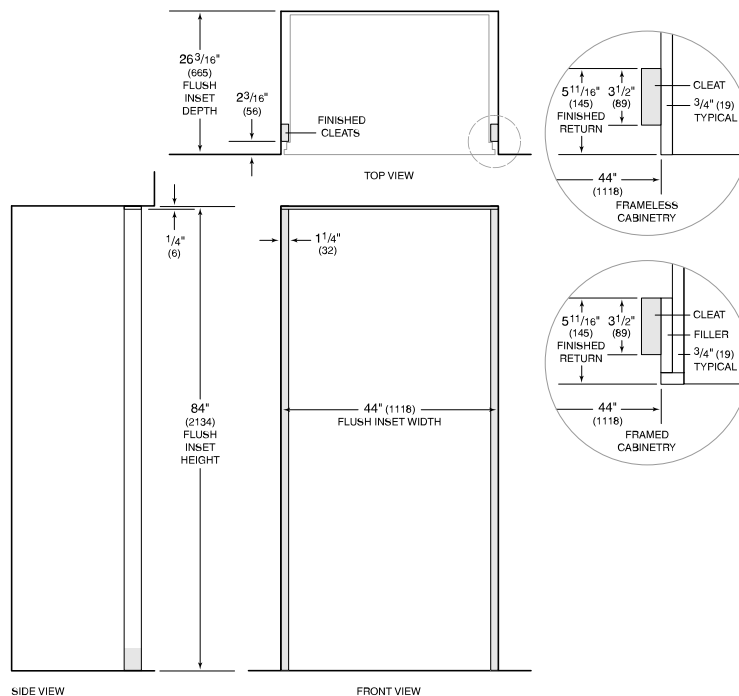 26 3/16"
(665)
FLUSH
INSET
DEPTH
2 3/16"
(56)
FINISHED
CLEATS
TOP VIEW
5 11/16"
(145)
FINISHED
RETURN
3 1/2"
(89)
CLEAT
3/4" (19)
TYPICAL
44"
(1118)
FRAMELESS
CABINETRY
1/4"
(6)
1 1/4"
(32)
84"
(2134)
FLUSH
INSET
HEIGHT
44" (1118)
FLUSH INSET WIDTH
5 11/16"
(145)
FINISHED
RETURN
3 1/2"
(89)
CLEAT
FILLER
3/4" (19)
TYPICAL
44"
(1118)
FRAMED
CABINETRY
SIDE VIEW
FRONT VIEW